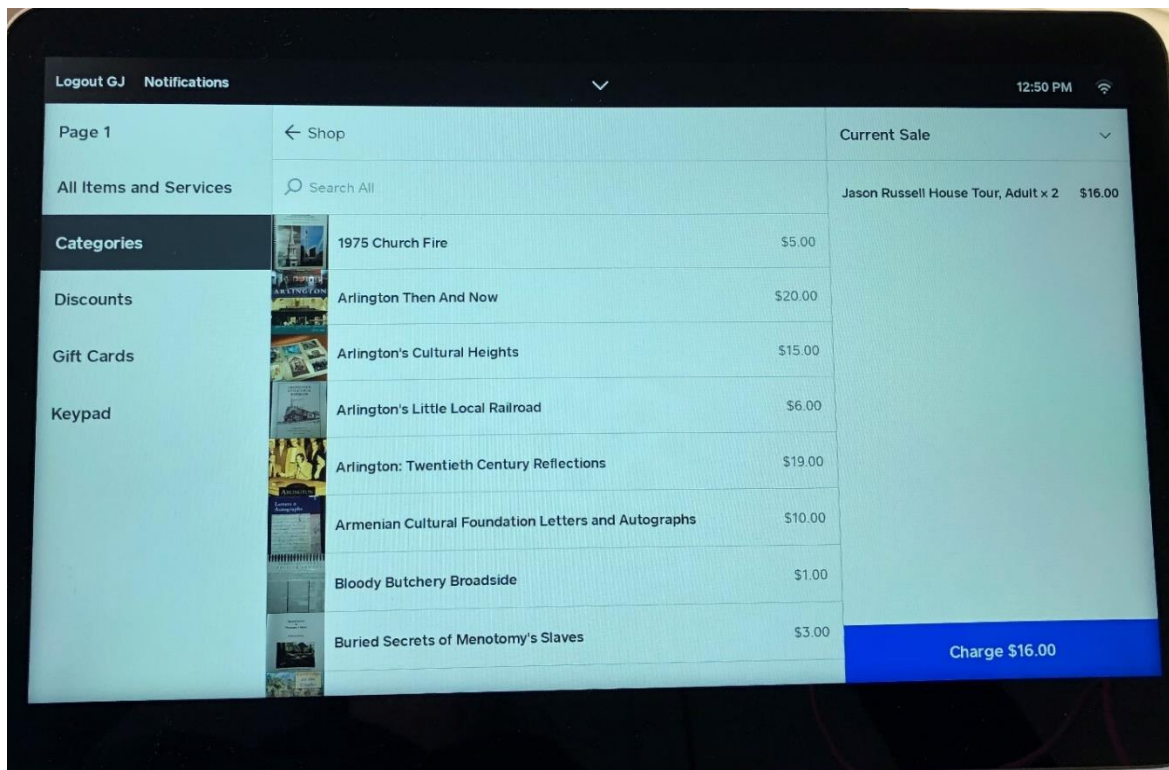 Logout GJ Notifications 12:50 PM
Page 1
All Items and Services
Categories
Discounts
Gift Cards
Keypad
← Shop
Search All
1975 Church Fire $5.00
Arlington Then And Now $20.00
Arlington's Cultural Heights $15.00
Arlington's Little Local Railroad $6.00
Arlington: Twentieth Century Reflections $19.00
ARLINGTON
Armenian Cultural Foundation Letters and Autographs $10.00
Bloody Butchery Broadside $1.00
Buried Secrets of Menotomy's Slaves $3.00
Current Sale
Jason Russell House Tour, Adult × 2 $16.00
Charge $16.00